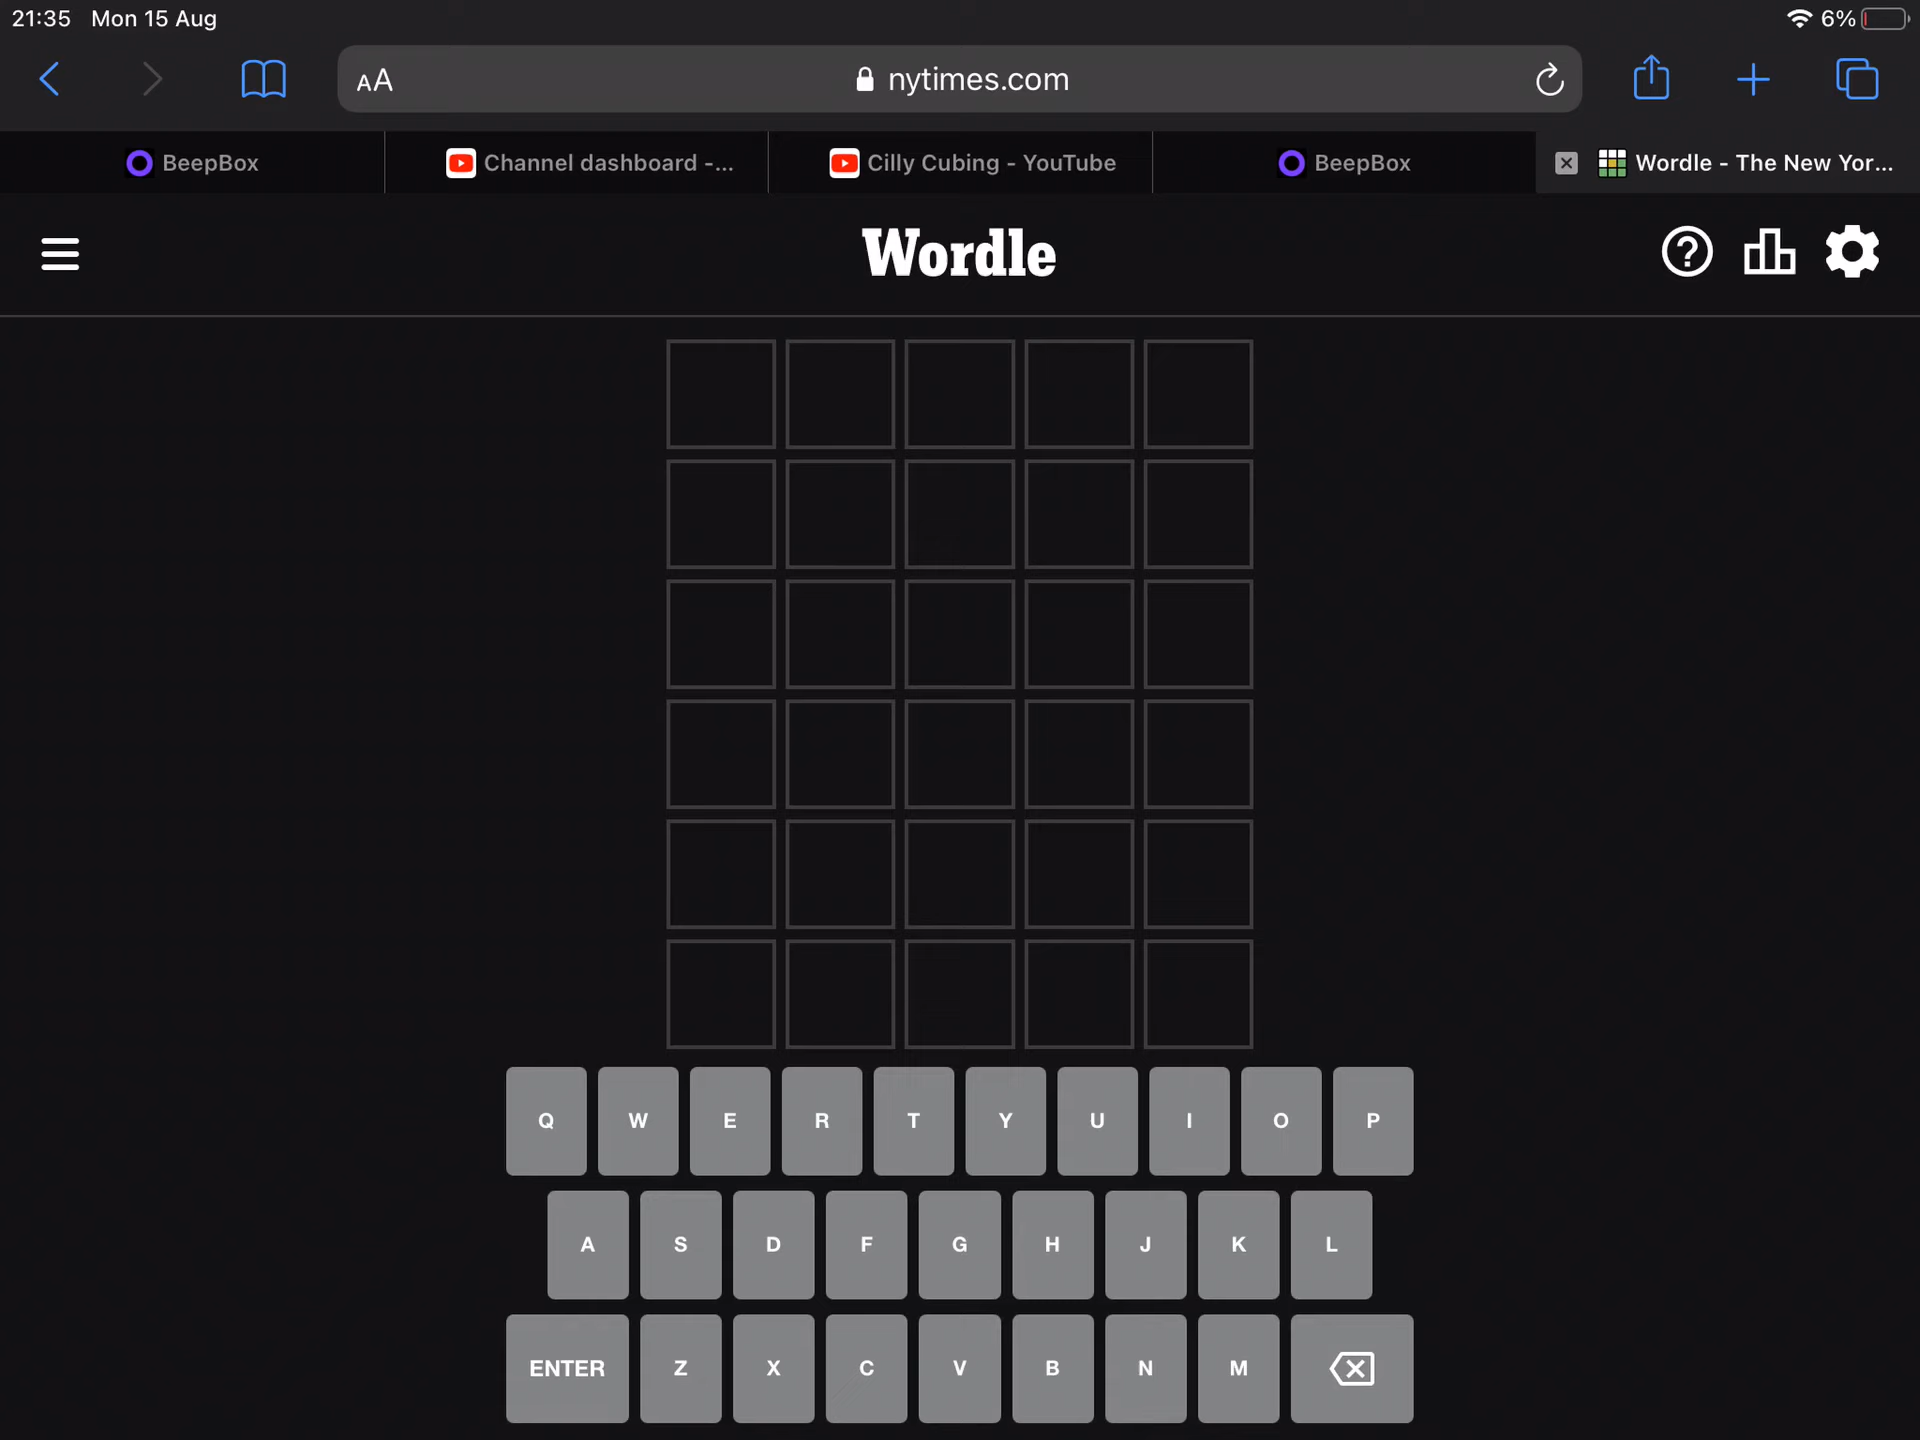 21:35 Mon 15 Aug 6%
AA nytimes.com
BeepBox Channel dashboard -... Cilly Cubing - YouTube BeepBox Wordle - The New Yor...
Wordle
Q W E R T Y U I O P
A S D F G H J K L
ENTER Z X C V B N M